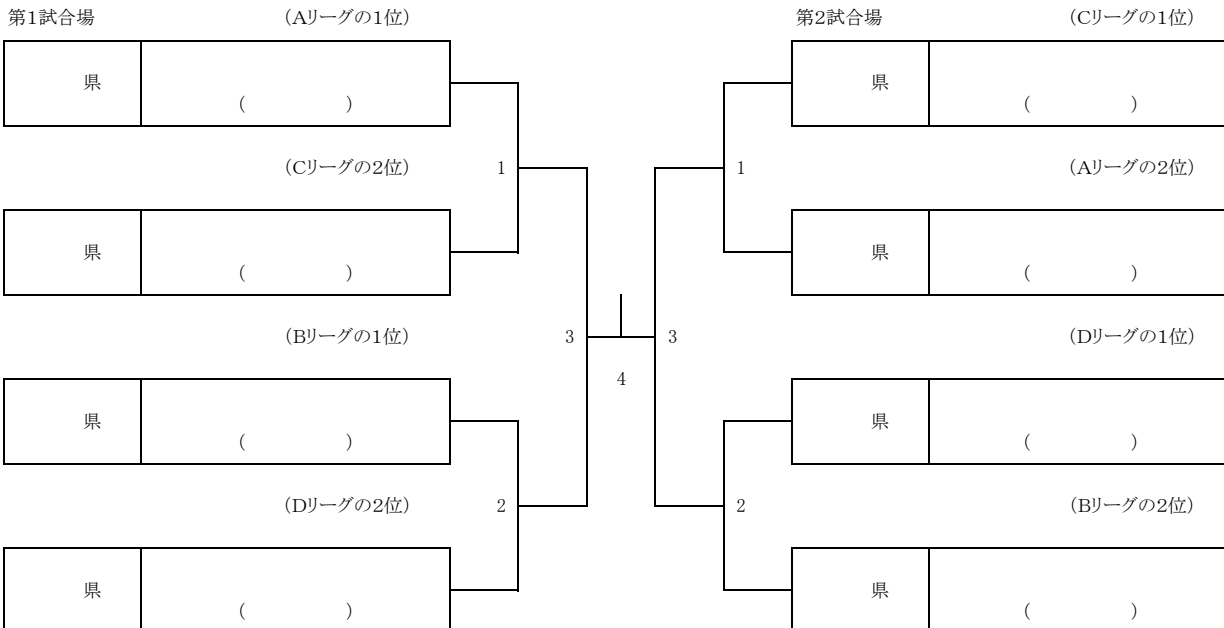 第1試合場 (Aリーグの1位) 第2試合場 (Cリーグの1位)
県 県
( ) ( )
(Cリーグの2位) 1 1 (Aリーグの2位)
県 県
( ) ( )
(Bリーグの1位) 3 3 (Dリーグの1位)
4
県 県
( ) ( )
(Dリーグの2位) 2 2 (Bリーグの2位)
県 県
( ) ( )